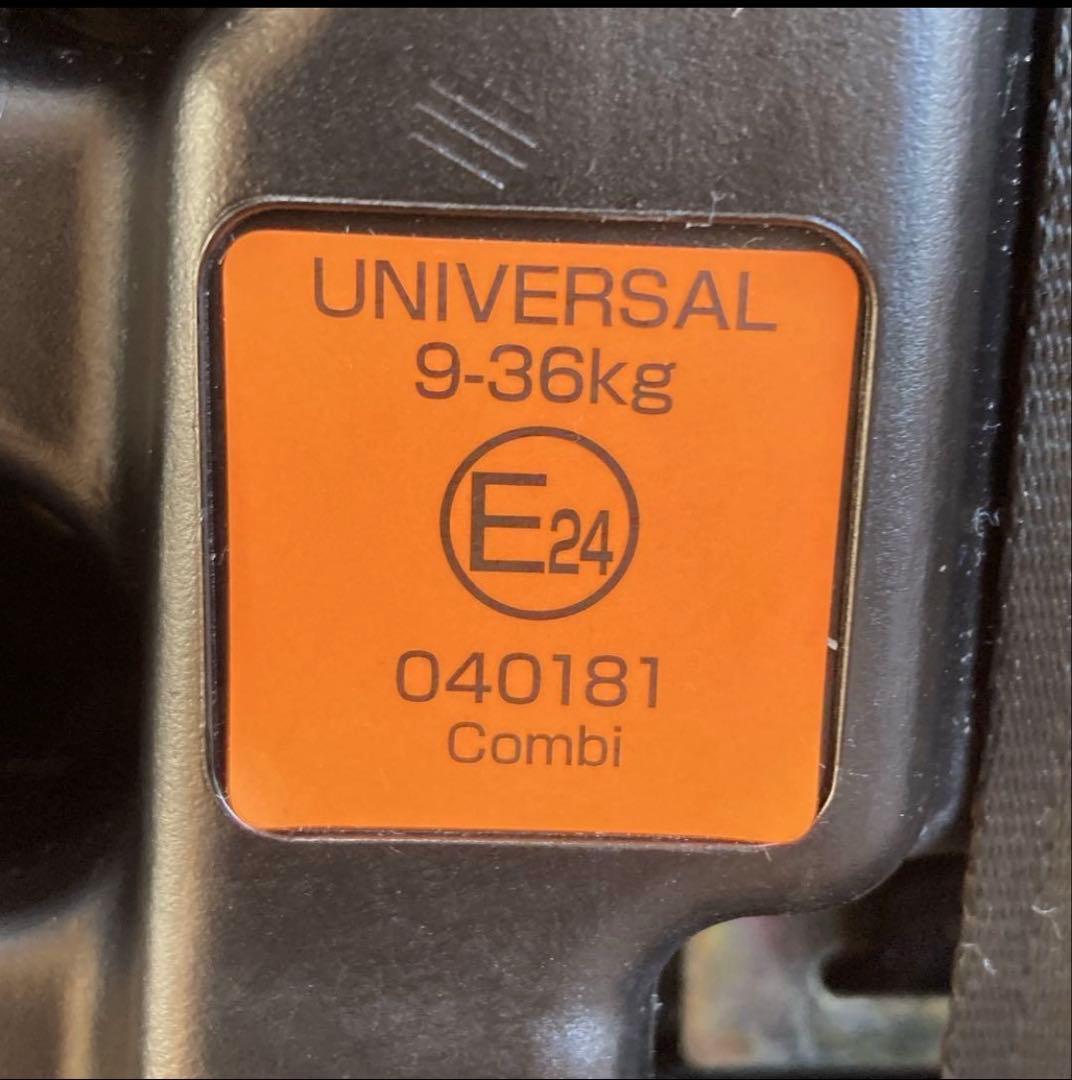 UNIVERSAL
9-36kg
E24
040181
Combi